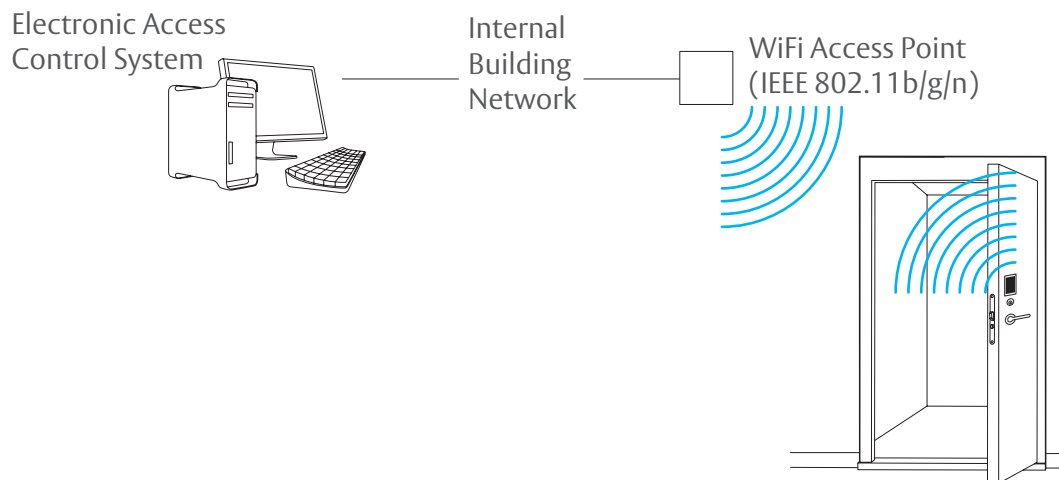 Electronic Access
Control System
Internal
Building
Network
WiFi Access Point
(IEEE 802.11b/g/n)